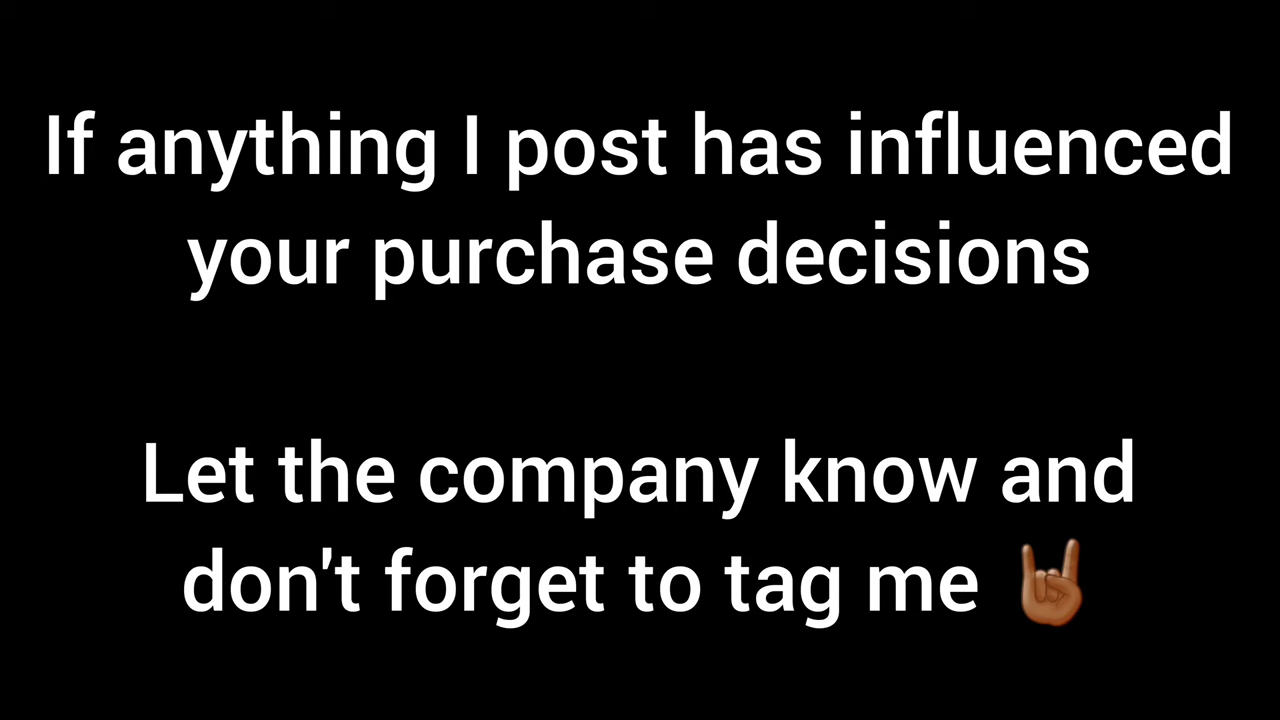 If anything I post has influenced
your purchase decisions
Let the company know and
don't forget to tag me 🤘🏾